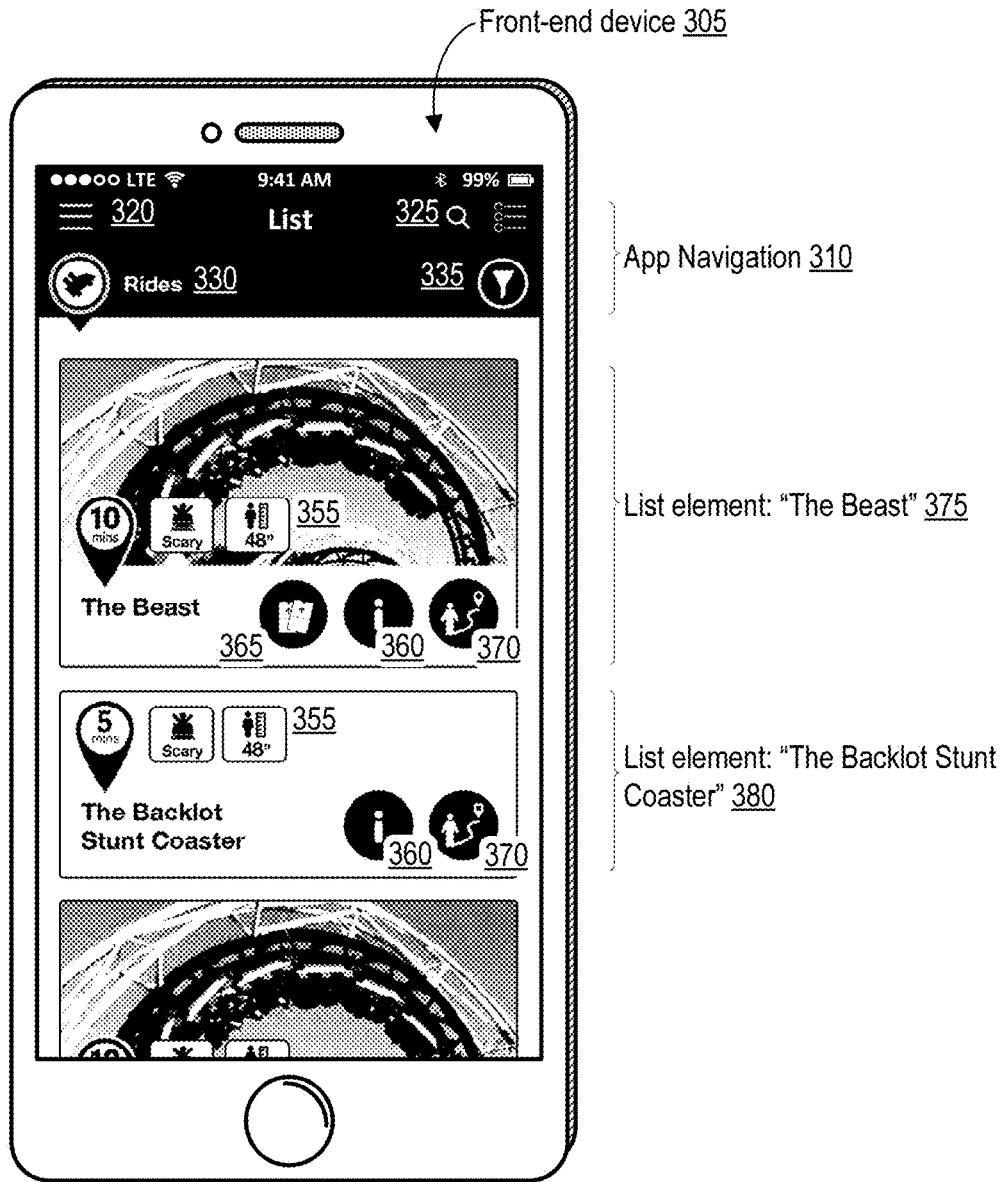 Front-end device 305
LTE 9:41 AM 99%
320 List 325
Rides 330 335
App Navigation 310
List element: “The Beast” 375
10
mins
Scary
48”
355
The Beast
365 360 370
5
mins
Scary
48”
355
List element: “The Backlot Stunt
Coaster” 380
The Backlot
Stunt Coaster
360 370